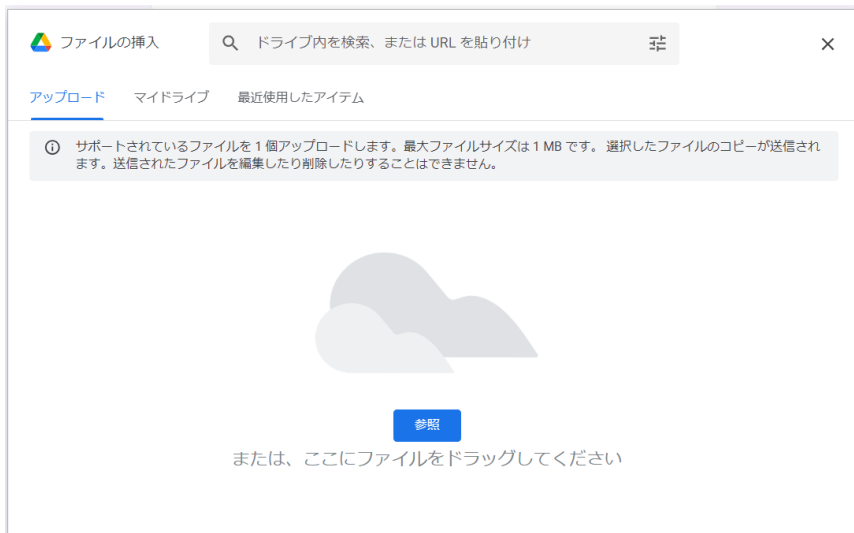 ファイルの挿入
ドライブ内を検索、または URL を貼り付け
アップロード マイドライブ 最近使用したアイテム
サポートされているファイルを 1 個アップロードします。最大ファイルサイズは 1 MB です。 選択したファイルのコピーが送信され
ます。送信されたファイルを編集したり削除したりすることはできません。
参照
または、ここにファイルをドラッグしてください